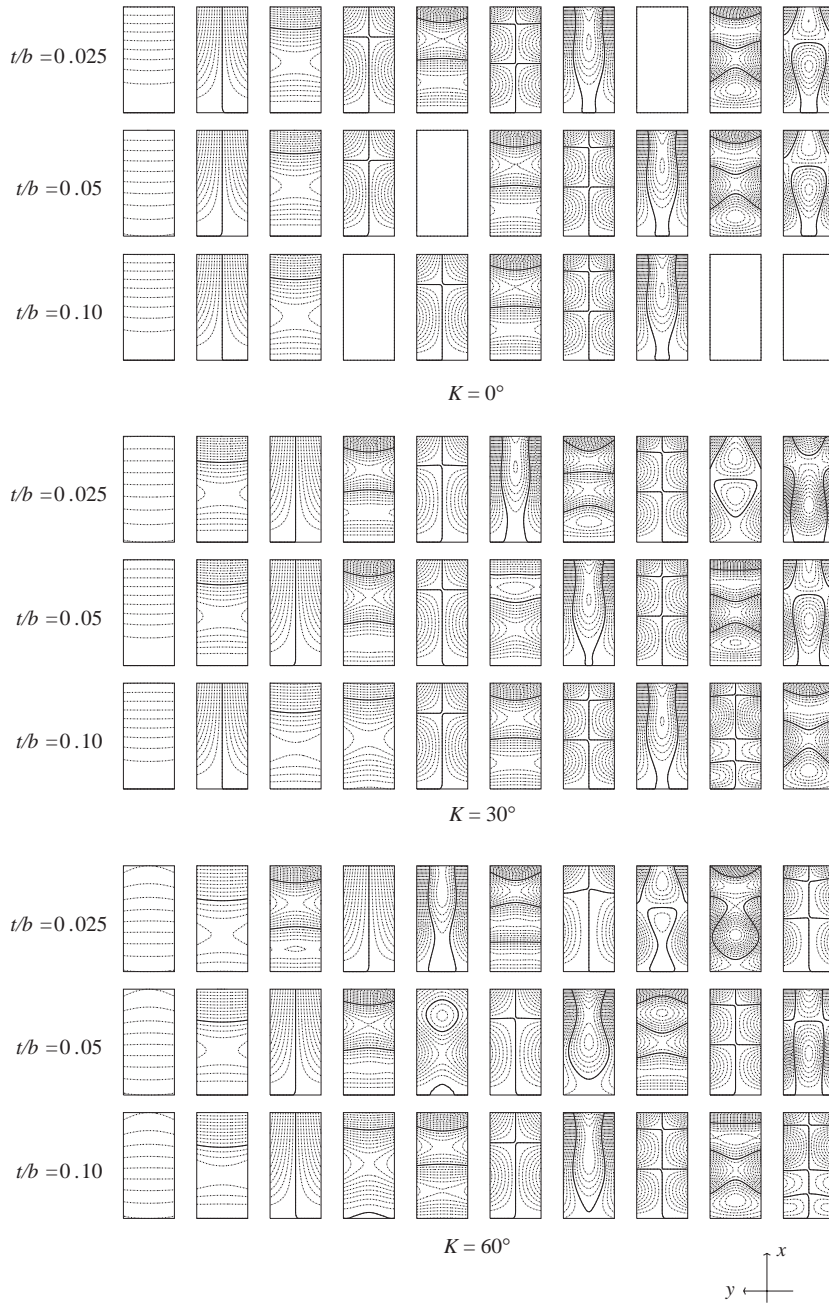 t/b =0.025
t/b =0.05
t/b =0.10
K = 0°
t/b =0.025
t/b =0.05
t/b =0.10
K = 30°
t/b =0.025
t/b =0.05
t/b =0.10
K = 60°
x
y